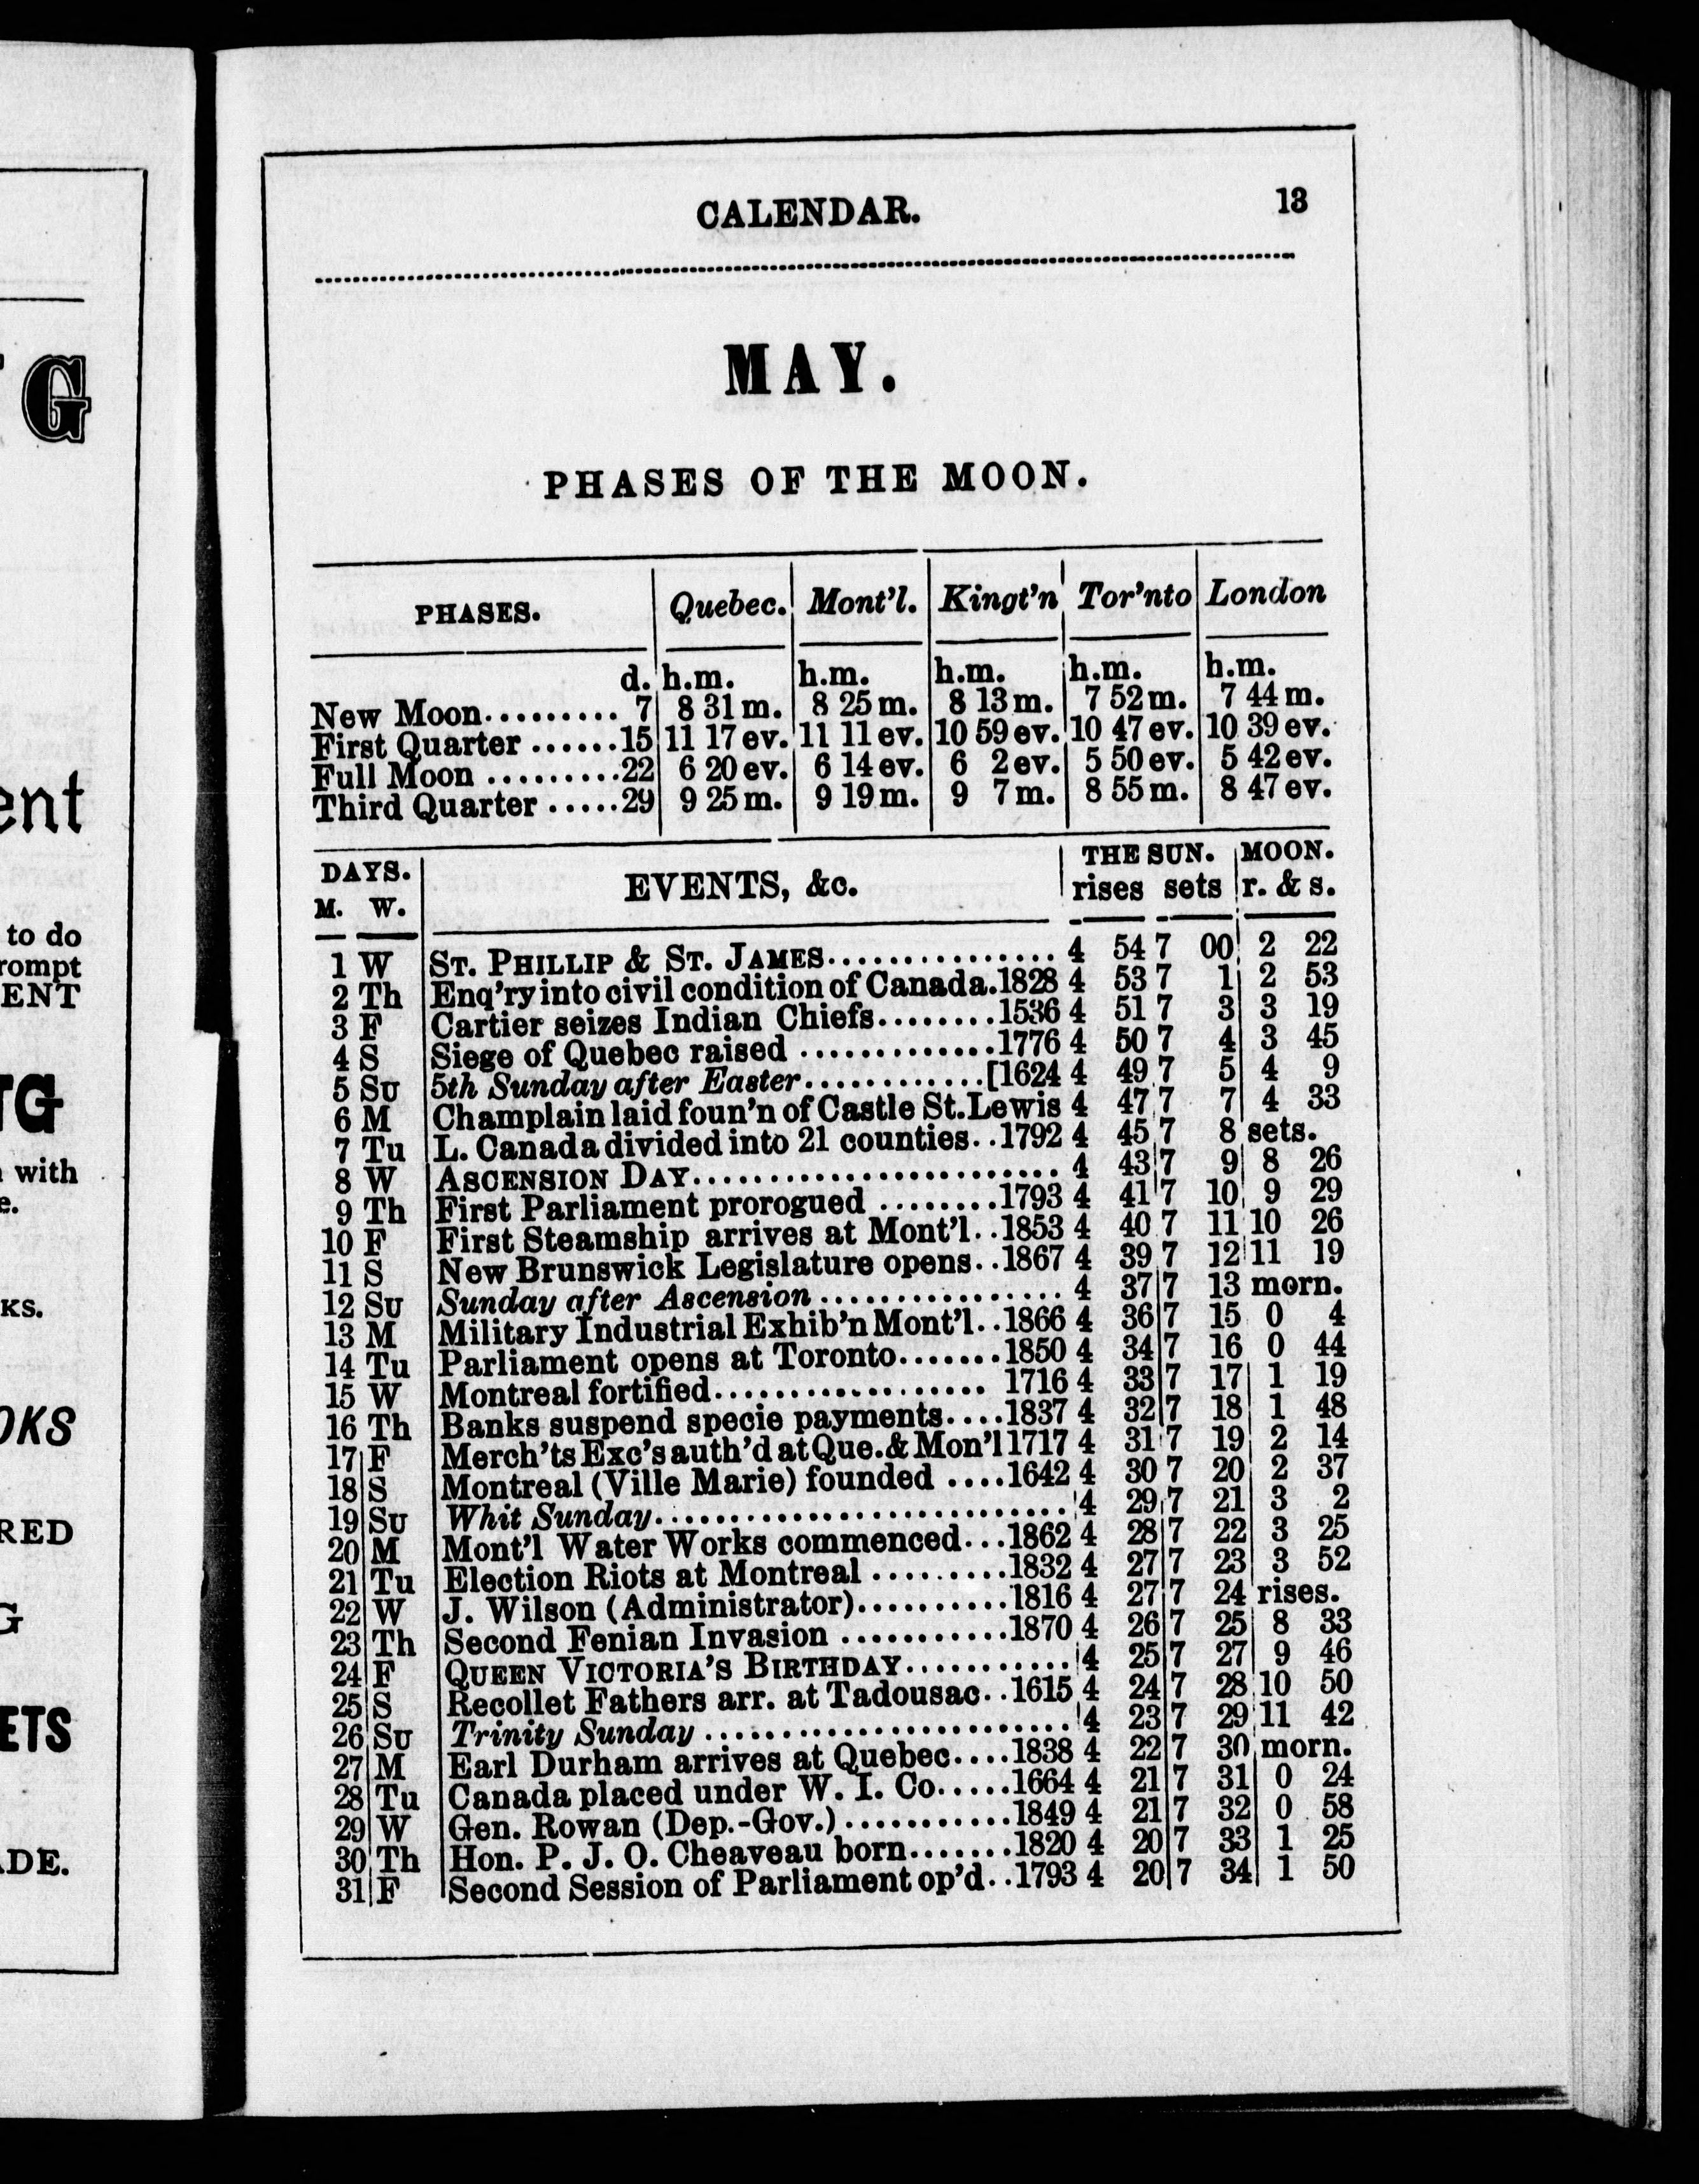 G
ent
to do
rompt
ENT
TG
with
e.
KS.
OKS
RED
G
ETS
ADE.
CALENDAR. 13
MAY.
PHASES OF THE MOON.
PHASES. Quebec. Mont'l. Kingt'n Tor'nto London
d. h.m. h.m. h.m. h.m. h.m.
New Moon......... 7 8 31 m. 8 25 m. 8 13 m. 7 52 m. 7 44 m.
First Quarter ......15 11 17 ev. 11 11 ev. 10 59 ev. 10 47 ev. 10 39 ev.
Full Moon .........22 6 20 ev. 6 14 ev. 6 2 ev. 5 50 ev. 5 42 ev.
Third Quarter .....29 9 25 m. 9 19 m. 9 7 m. 8 55 m. 8 47 ev.
DAYS. EVENTS, &c. THE SUN. MOON.
M. W. rises sets r. & s.
1 W ST. PHILLIP & ST. JAMES............... 4 54 7 00 2 22
2 Th Enq'ry into civil condition of Canada.1828 4 53 7 1 2 53
3 F Cartier seizes Indian Chiefs........1536 4 51 7 3 3 19
4 S Siege of Quebec raised .............1776 4 50 7 4 3 45
5 SU 5th Sunday after Easter............[1624 4 49 7 5 4 9
6 M Champlain laid foun'n of Castle St.Lewis 4 47 7 7 4 33
7 Tu L. Canada divided into 21 counties..1792 4 45 7 8 sets.
8 W ASCENSION DAY........................ 4 43 7 9 8 26
9 Th First Parliament prorogued ........1793 4 41 7 10 9 29
10 F First Steamship arrives at Mont'l..1853 4 40 7 11 10 26
11 S New Brunswick Legislature opens..1867 4 39 7 12 11 19
12 SU Sunday after Ascension ................ 4 37 7 13 morn.
13 M Military Industrial Exhib'n Mont'l..1866 4 36 7 15 0 4
14 Tu Parliament opens at Toronto.......1850 4 34 7 16 0 44
15 W Montreal fortified.................. 1716 4 33 7 17 1 19
16 Th Banks suspend specie payments....1837 4 32 7 18 1 48
17 F Merch'ts Exc's auth'd at Que. & Mon'l 1717 4 31 7 19 2 14
18 S Montreal (Ville Marie) founded ....1642 4 30 7 20 2 37
19 SU Whit Sunday........................... 4 29 7 21 3 2
20 M Mont'l Water Works commenced...1862 4 28 7 22 3 25
21 Tu Election Riots at Montreal .........1832 4 27 7 23 3 52
22 W J. Wilson (Administrator)..........1816 4 27 7 24 rises.
23 Th Second Fenian Invasion ...........1870 4 26 7 25 8 33
24 F QUEEN VICTORIA'S BIRTHDAY........... 4 25 7 27 9 46
25 S Recollet Fathers arr. at Tadousac..1615 4 24 7 28 10 50
26 SU Trinity Sunday ........................ 4 23 7 29 11 42
27 M Earl Durham arrives at Quebec....1838 4 22 7 30 morn.
28 Tu Canada placed under W. I. Co.....1664 4 21 7 31 0 24
29 W Gen. Rowan (Dep.-Gov.)...........1849 4 21 7 32 0 58
30 Th Hon. P. J. O. Cheaveau born.......1820 4 20 7 33 1 25
31 F Second Session of Parliament op'd..1793 4 20 7 34 1 50